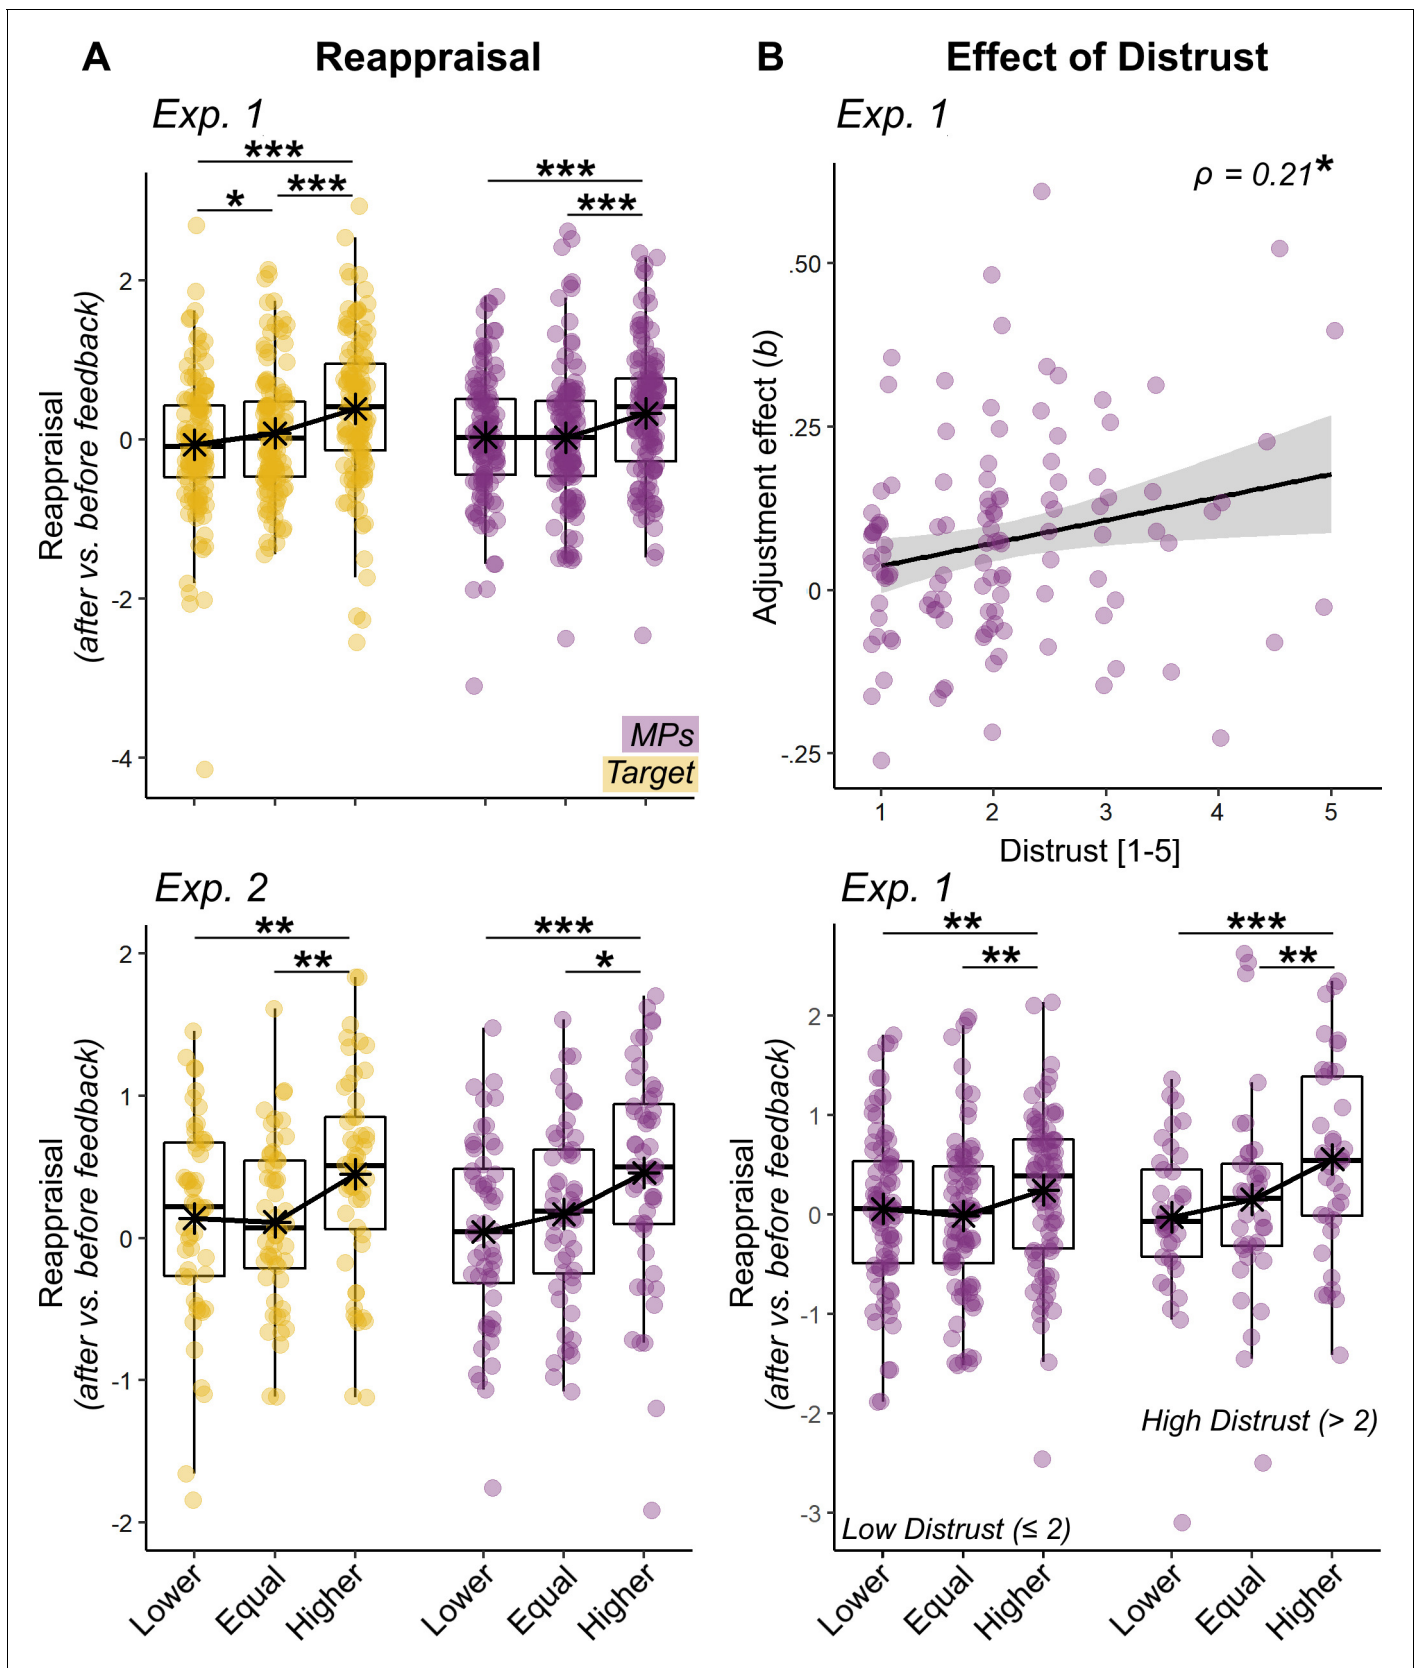 A Reappraisal
Exp. 1
***
***
*
***
***
Reappraisal
(after vs. before feedback)
2
0
-2
-4
MPs
Target
B Effect of Distrust
Exp. 1
ρ = 0.21*
Adjustment effect (b)
.50
.25
0
-.25
1 2 3 4 5
Distrust [1-5]
Exp. 2
**
**
***
*
Reappraisal
(after vs. before feedback)
2
1
0
-1
-2
Lower Equal Higher Lower Equal Higher
Exp. 1
**
**
***
**
Reappraisal
(after vs. before feedback)
2
1
0
-1
-2
-3
High Distrust (> 2)
Low Distrust (≤ 2)
Lower Equal Higher Lower Equal Higher